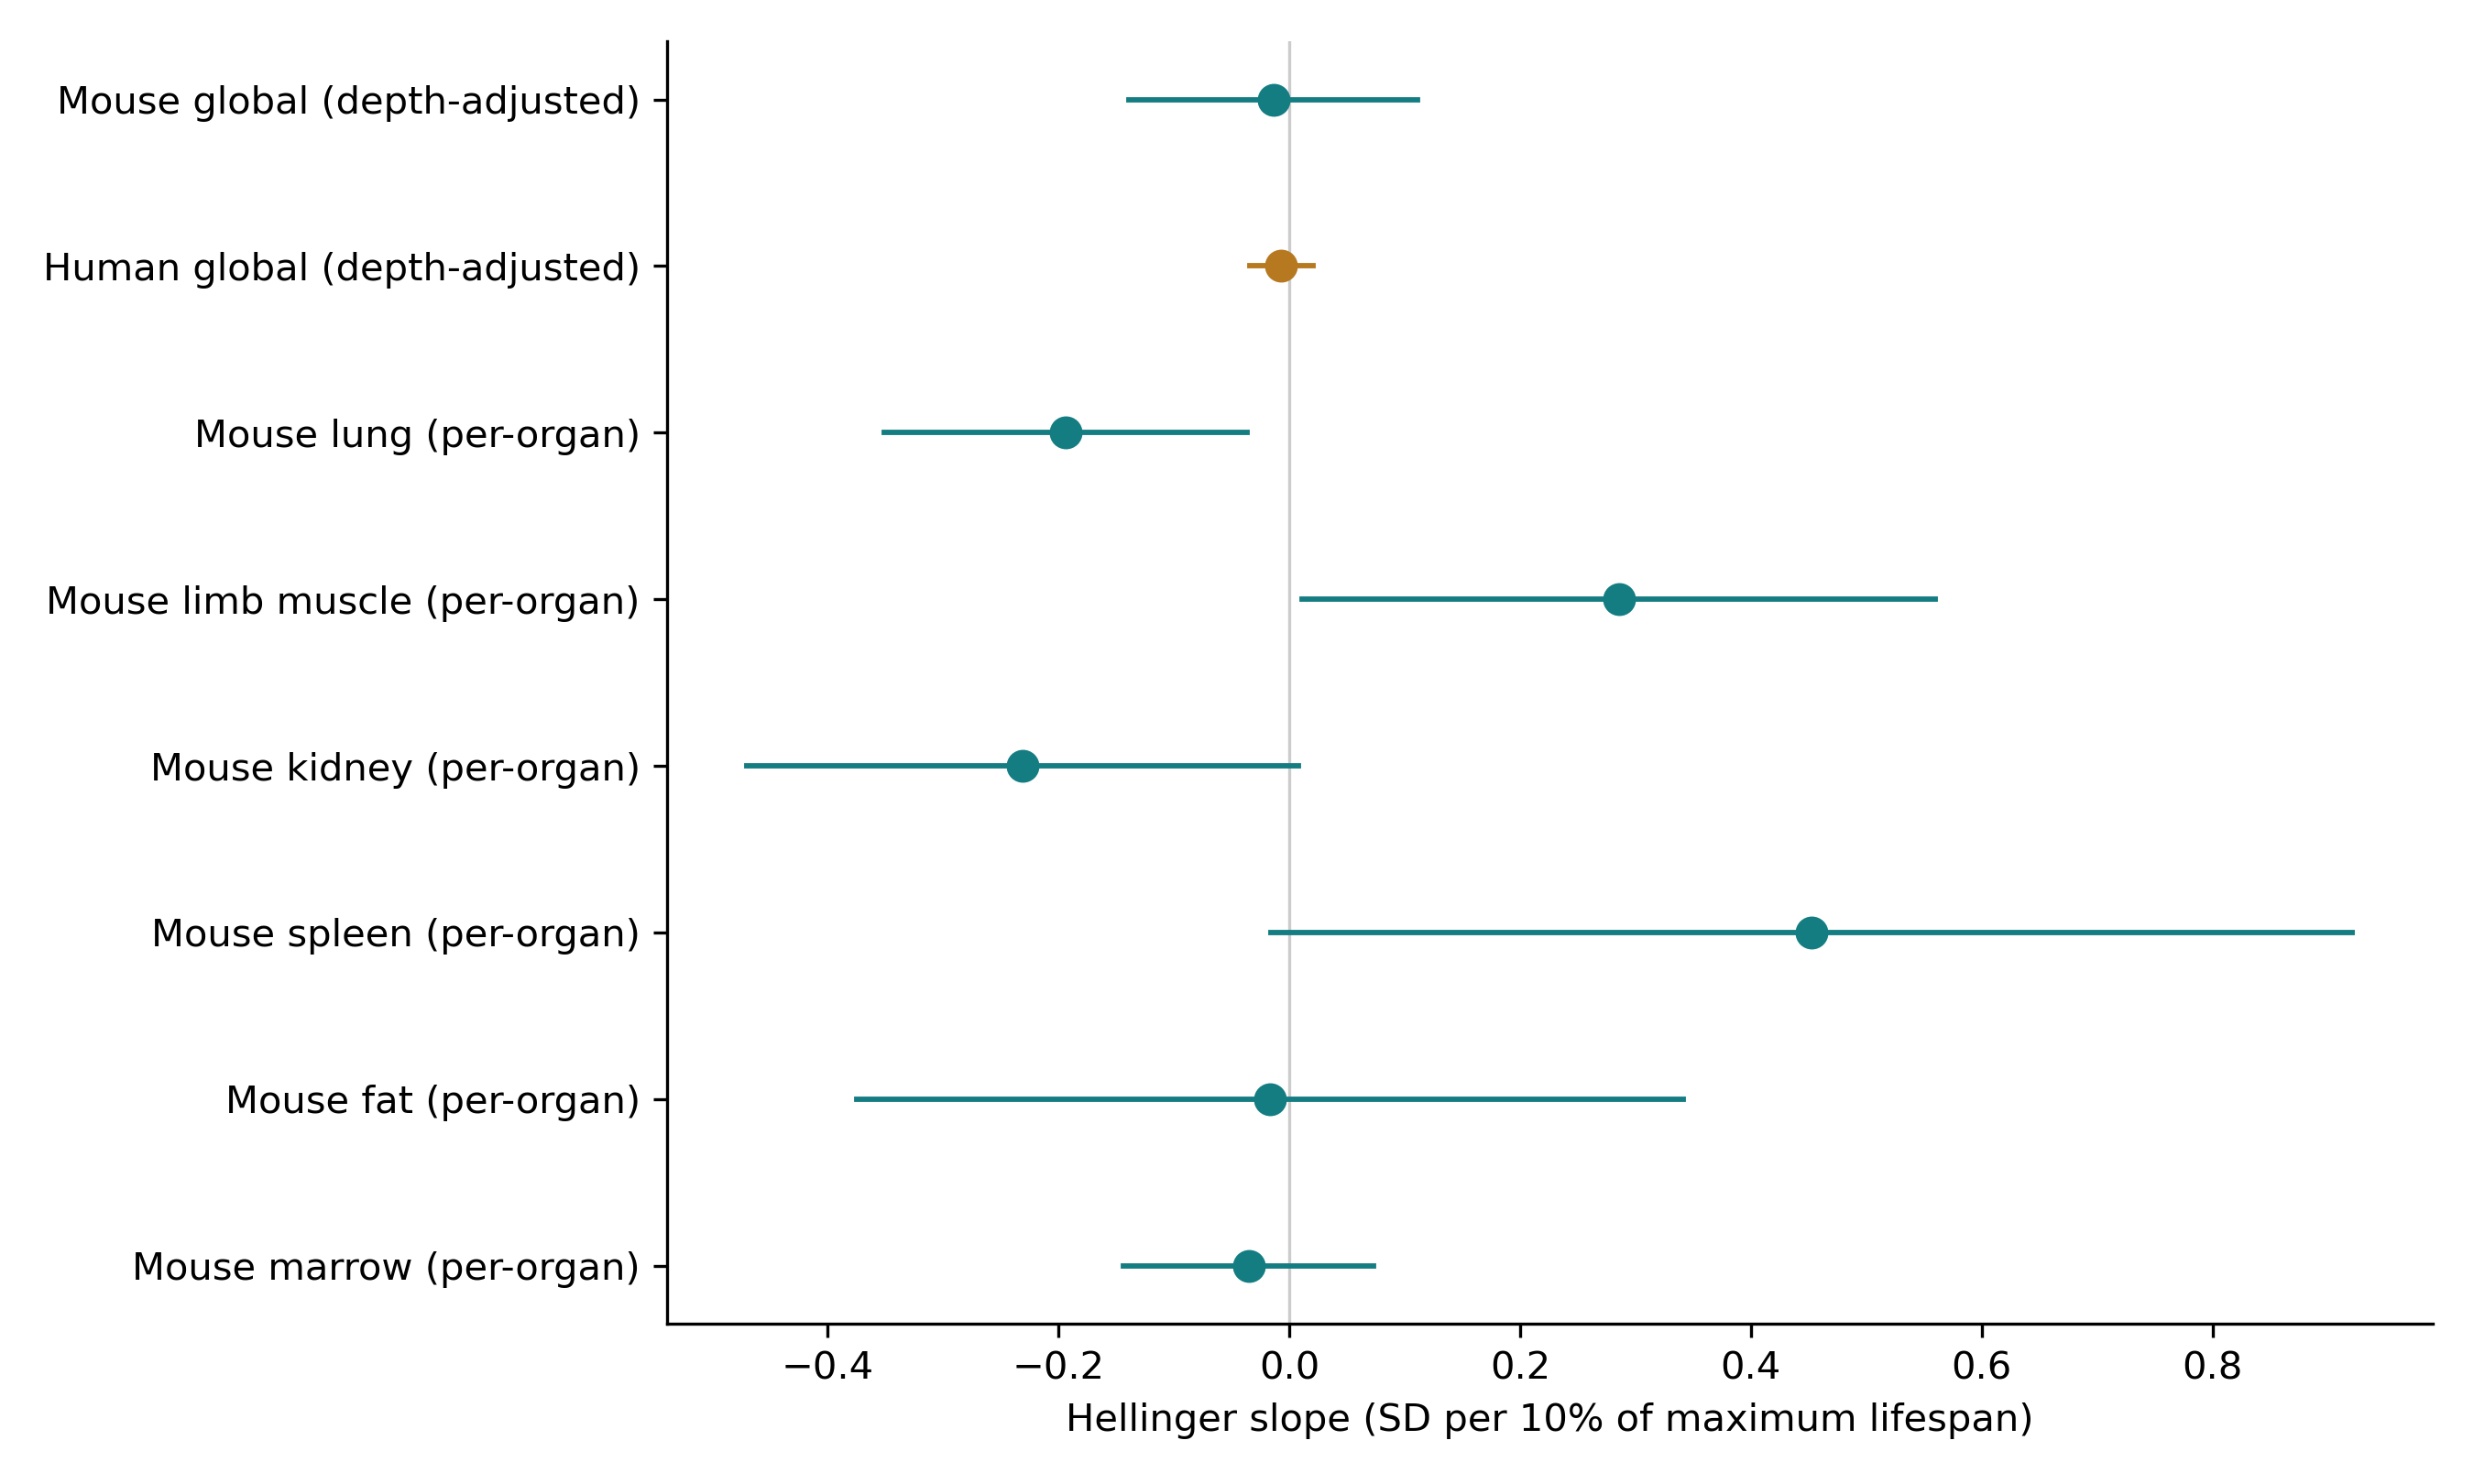 Mouse global (depth-adjusted)
Human global (depth-adjusted)
Mouse lung (per-organ)
Mouse limb muscle (per-organ)
Mouse kidney (per-organ)
Mouse spleen (per-organ)
Mouse fat (per-organ)
Mouse marrow (per-organ)
−0.4 −0.2 0.0 0.2 0.4 0.6 0.8
Hellinger slope (SD per 10% of maximum lifespan)